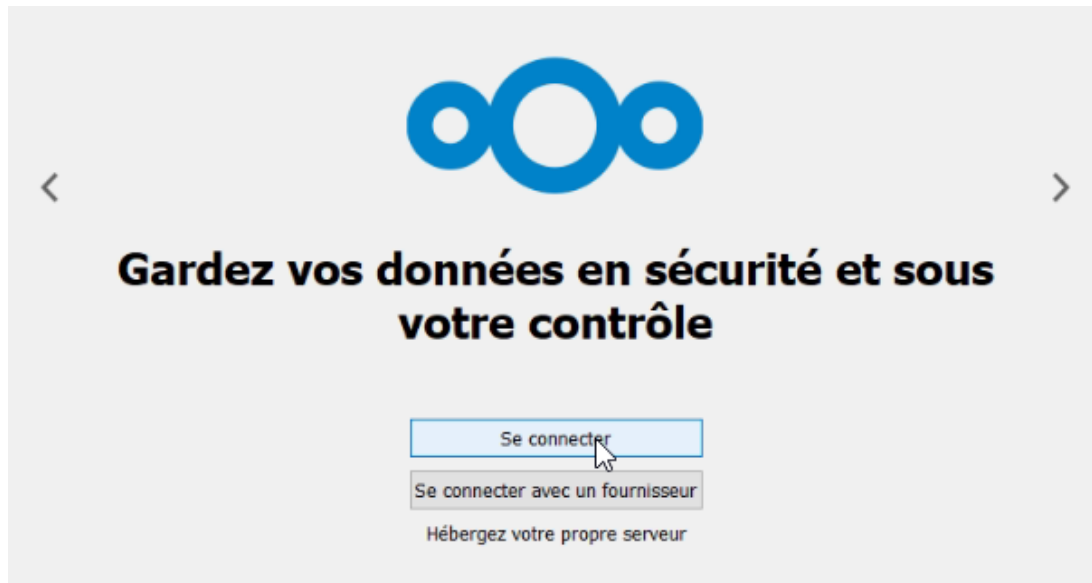 Gardez vos données en sécurité et sous
votre contrôle
Se connecter
Se connecter avec un fournisseur
Hébergez votre propre serveur